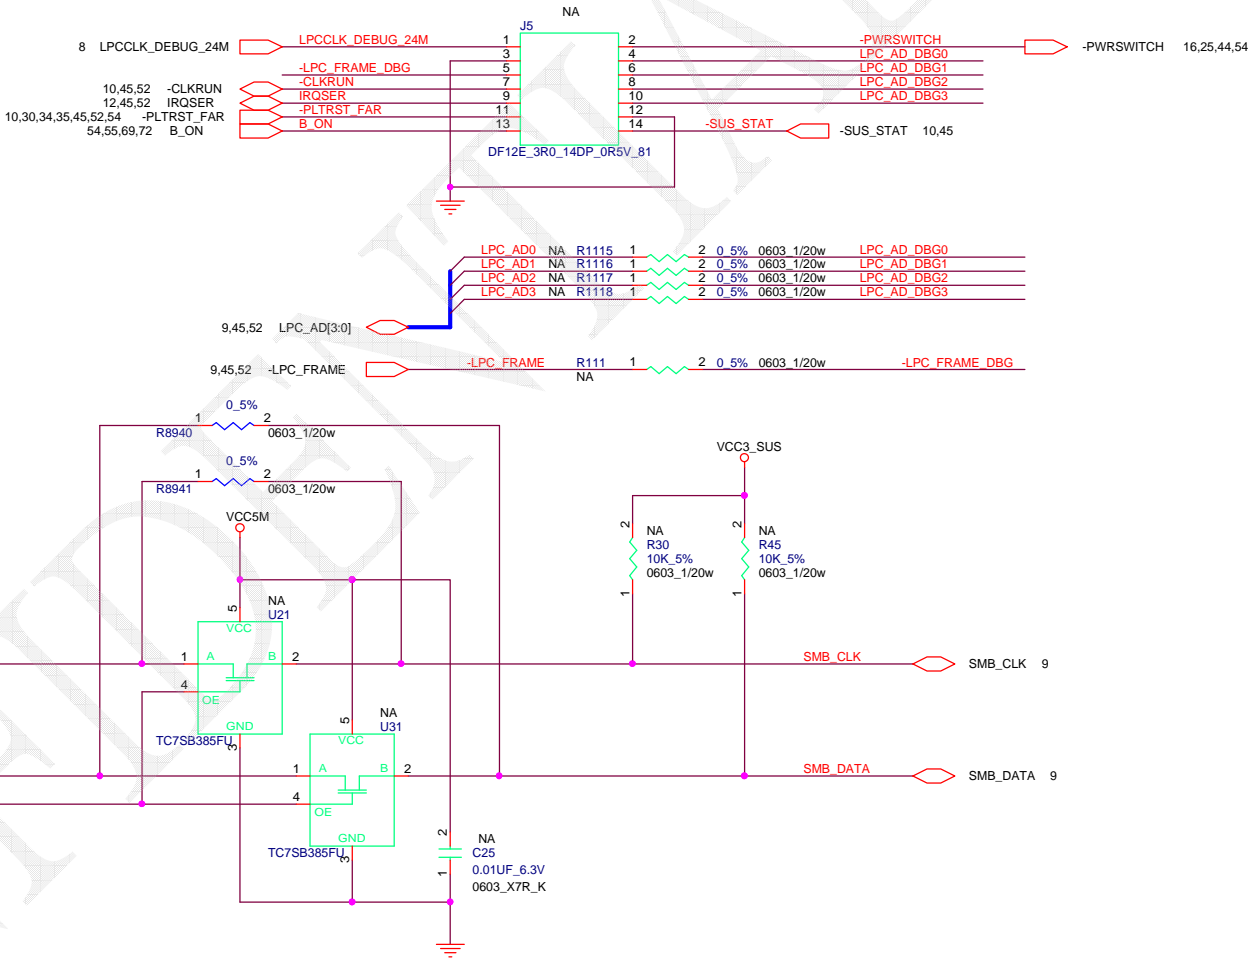 NA
J5
8 LPCCLK_DEBUG_24M LPCCLK_DEBUG_24M 1 2 -PWRSWITCH -PWRSWITCH 16,25,44,54
3 4 LPC_AD_DBG0
-LPC_FRAME_DBG 5 6 LPC_AD_DBG1
10,45,52 -CLKRUN -CLKRUN 7 8 LPC_AD_DBG2
12,45,52 IRQSER IRQSER 9 10 LPC_AD_DBG3
10,30,34,35,45,52,54 -PLTRST_FAR -PLTRST_FAR 11 12
54,55,69,72 B_ON B_ON 13 14 -SUS_STAT -SUS_STAT 10,45
DF12E_3R0_14DP_0R5V_81
LPC_AD0 NA R1115 1 2 0_5% 0603_1/20w LPC_AD_DBG0
LPC_AD1 NA R1116 1 2 0_5% 0603_1/20w LPC_AD_DBG1
LPC_AD2 NA R1117 1 2 0_5% 0603_1/20w LPC_AD_DBG2
LPC_AD3 NA R1118 1 2 0_5% 0603_1/20w LPC_AD_DBG3
9,45,52 LPC_AD[3:0]
9,45,52 -LPC_FRAME -LPC_FRAME R111 1 2 0_5% 0603_1/20w -LPC_FRAME_DBG
NA
0_5%
1 2
R8940 0603_1/20w
0_5%
1 2
R8941 0603_1/20w
VCC3_SUS
VCC5M
2 NA 2 NA
R30 R45
10K_5% 10K_5%
0603_1/20w 0603_1/20w
1 1
5 NA
U21
VCC
1 A B 2 SMB_CLK SMB_CLK 9
4
OE
GND
TC7SB385FU 3
5 NA
U31
VCC
1 A B 2 SMB_DATA SMB_DATA 9
4
OE
GND
TC7SB385FU 3
2 NA
C25
1 0.01UF_6.3V
0603_X7R_K